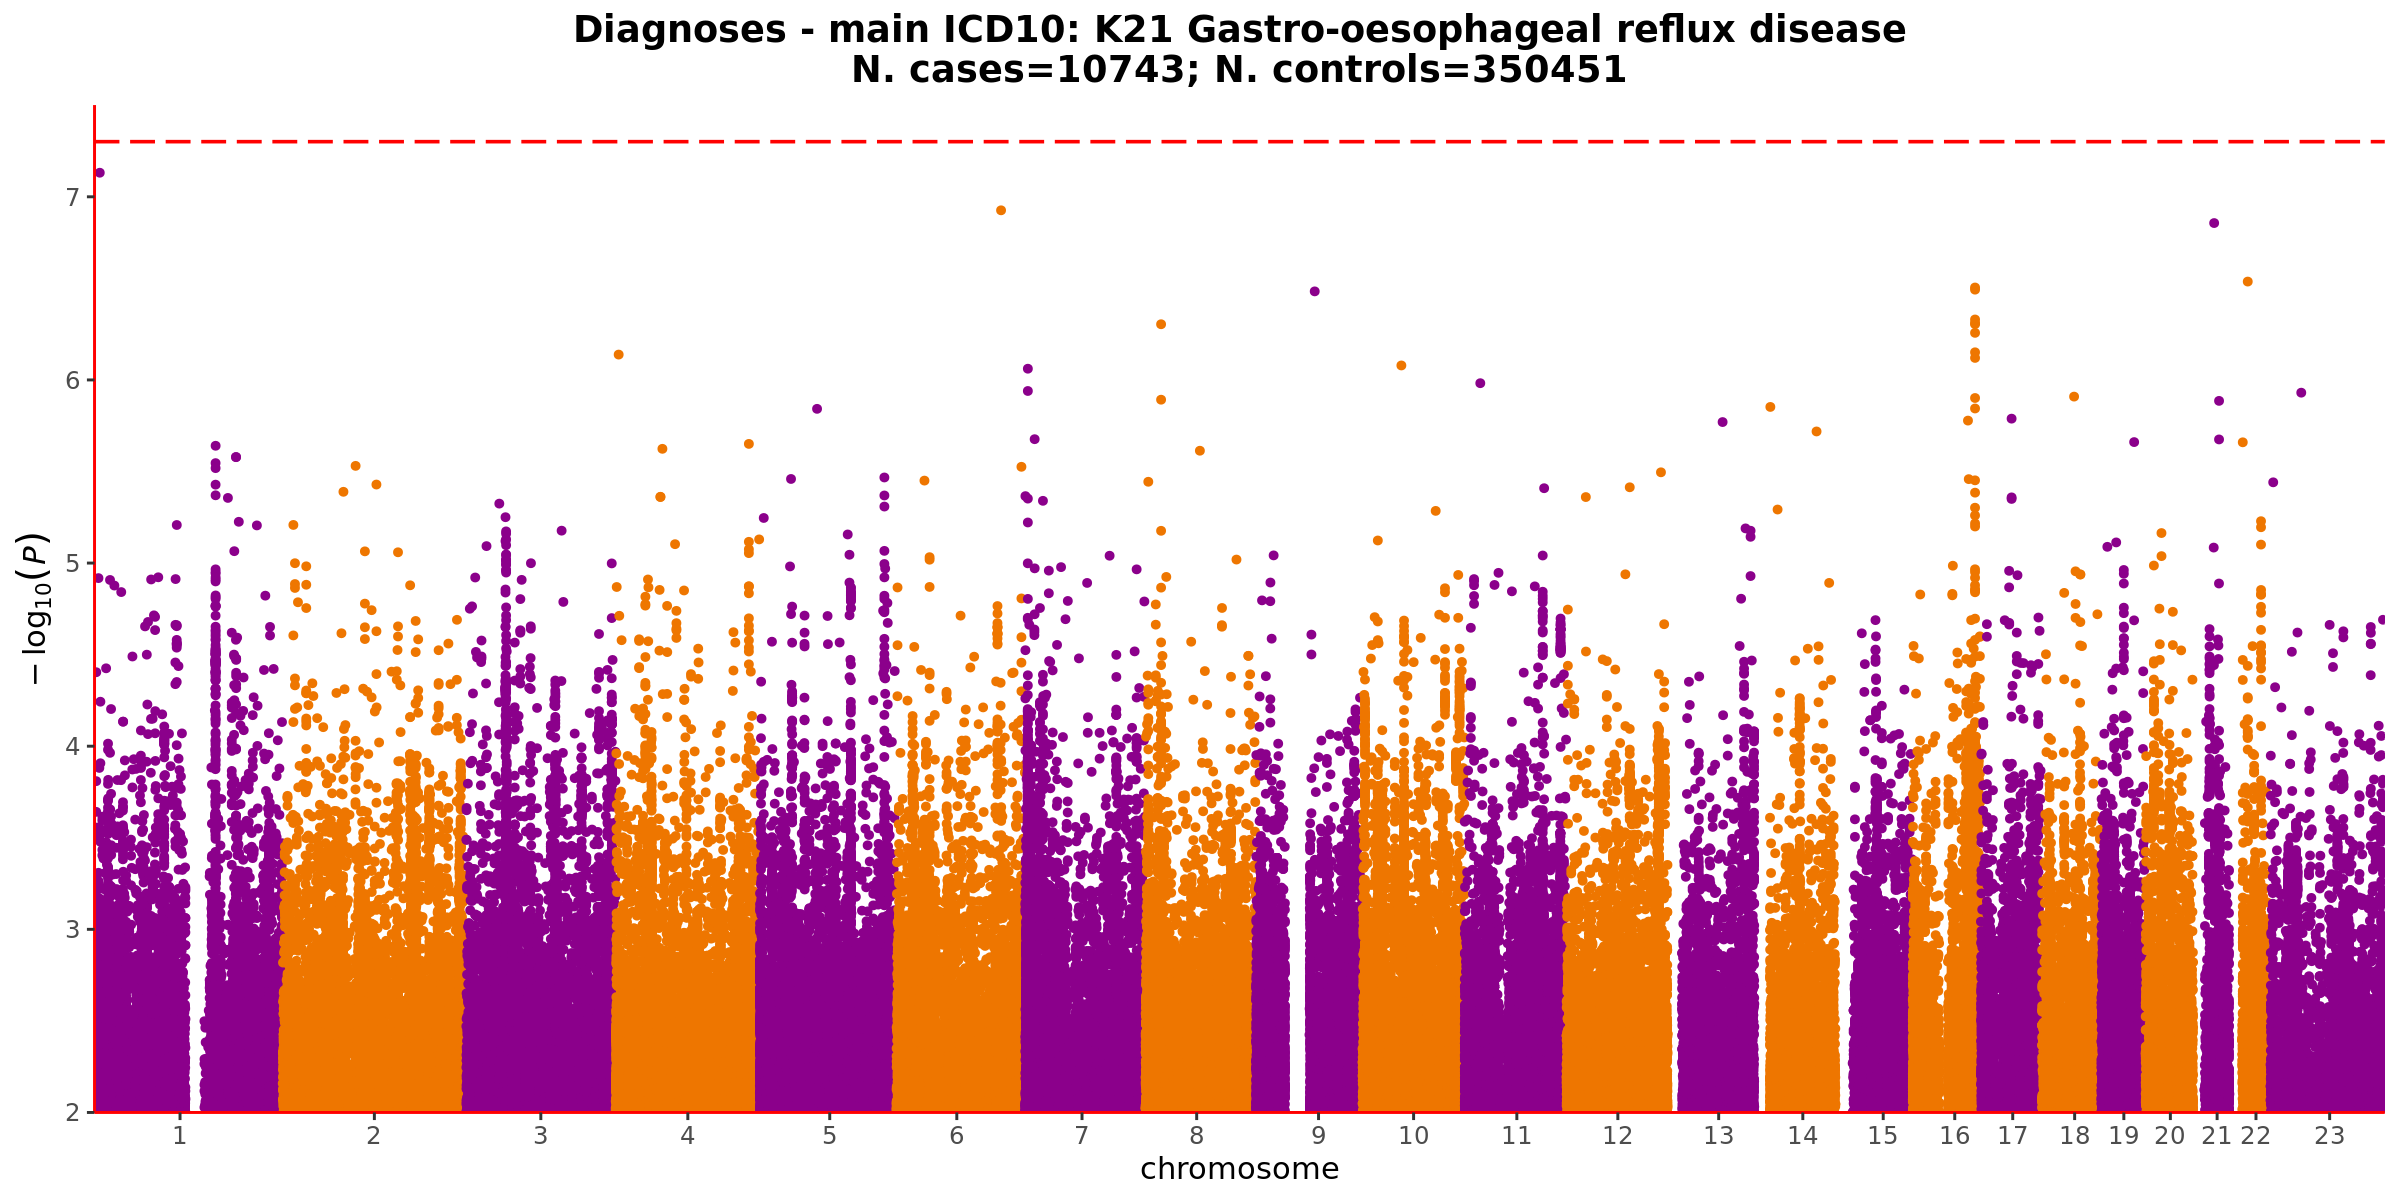 Diagnoses - main ICD10: K21 Gastro-oesophageal reflux disease
N. cases=10743; N. controls=350451
7
6
5
4
3
2
−log10(P)
1 2 3 4 5 6 7 8 9 10 11 12 13 14 15 16 17 18 19 20 21 22 23
chromosome